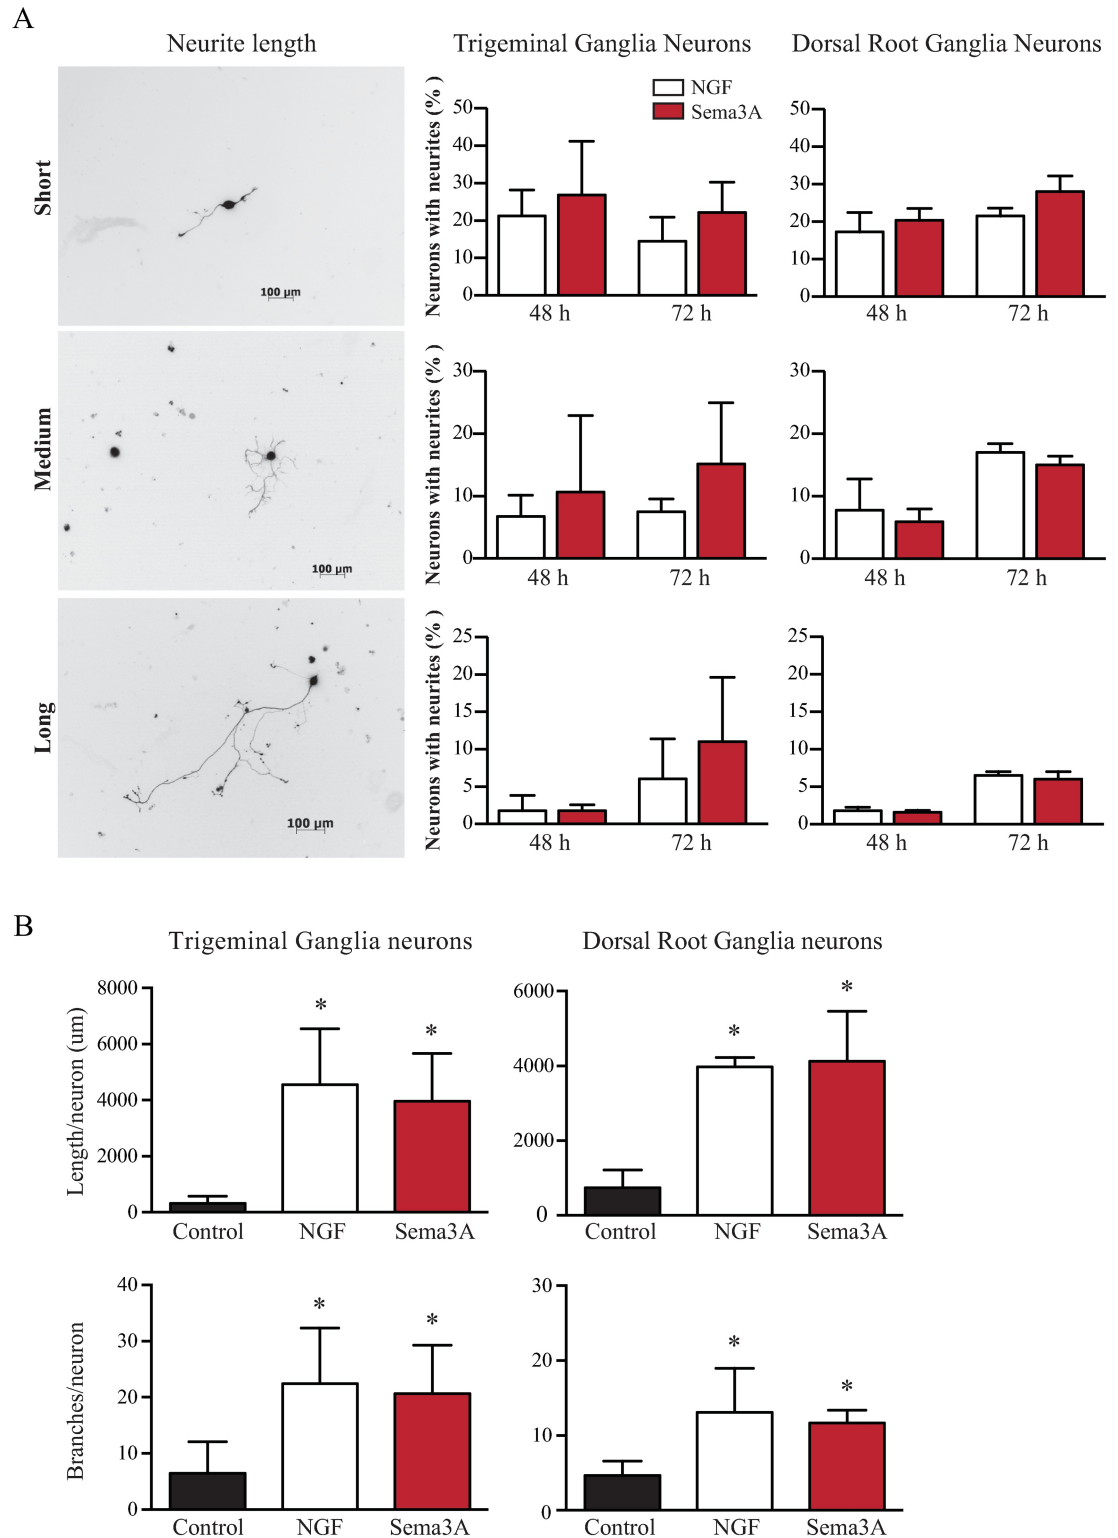 A
Neurite length
Trigeminal Ganglia Neurons
Dorsal Root Ganglia Neurons
NGF
Sema3A
Short
100 µm
Neurons with neurites (% )
50
40
30
20
10
0
48 h
72 h
50
40
30
20
10
0
48 h
72 h
Medium
100 µm
Neurons with neurites (% )
30
20
10
0
48 h
72 h
30
20
10
0
48 h
72 h
Long
100 µm
Neurons with neurites (% )
25
20
15
10
5
0
48 h
72 h
25
20
15
10
5
0
48 h
72 h
B
Trigeminal Ganglia neurons
Dorsal Root Ganglia neurons
Length/neuron (um)
8000
6000
4000
2000
0
*
*
Control
NGF
Sema3A
6000
4000
2000
0
*
*
Control
NGF
Sema3A
Branches/neuron
40
30
20
10
0
*
*
Control
NGF
Sema3A
30
20
10
0
*
*
Control
NGF
Sema3A